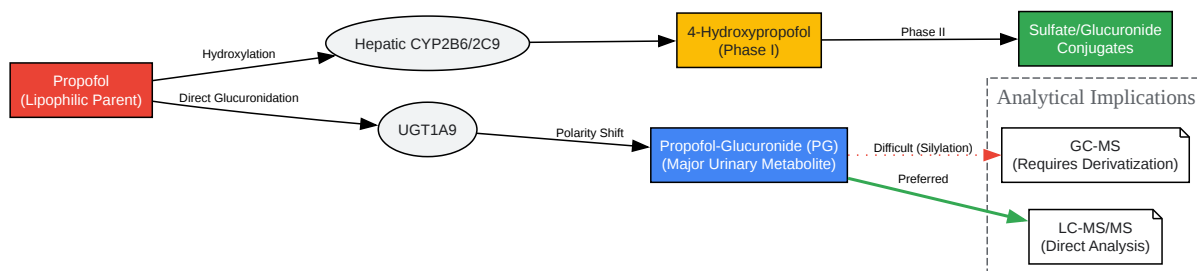 Propofol
(Lipophilic Parent)
Hydroxylation
Direct Glucuronidation
Hepatic CYP2B6/2C9
UGT1A9
4-Hydroxypropofol
(Phase I)
Phase II
Sulfate/Glucuronide
Conjugates
Polarity Shift
Propofol-Glucuronide (PG)
(Major Urinary Metabolite)
Difficult (Silylation)
Preferred
Analytical Implications
GC-MS
(Requires Derivatization)
LC-MS/MS
(Direct Analysis)